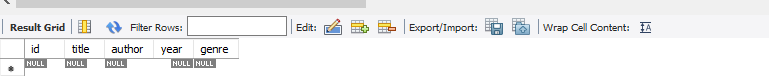 Result Grid Filter Rows: Edit: Export/Import: Wrap Cell Content: IA
id title author year genre
NULL NULL NULL NULL NULL